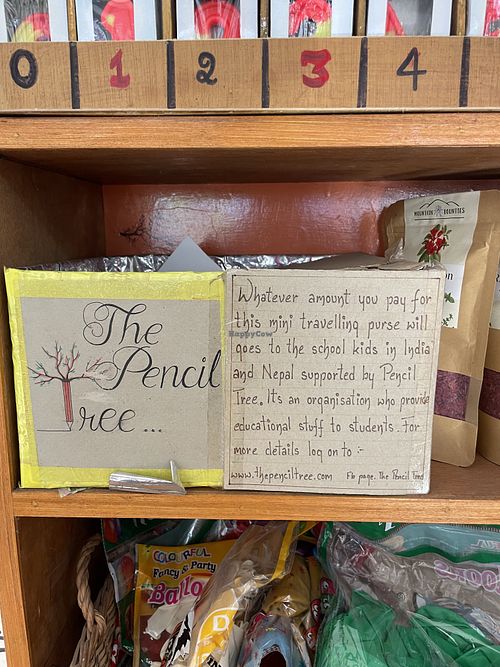 0 1 2 3 4
MOUNTAIN BOUNTIES
The
Pencil
Tree...
Whatever amount you pay for
this mini travelling purse will
goes to the school kids in India
and Nepal supported by Pencil
Tree. Its an organisation who provide
educational stuff to students. For
more details log on to :-
www.thepenciltree.com Fb page. The Pencil Tree
HappyCow
COLOURFUL
Fancy & Party
Ballo